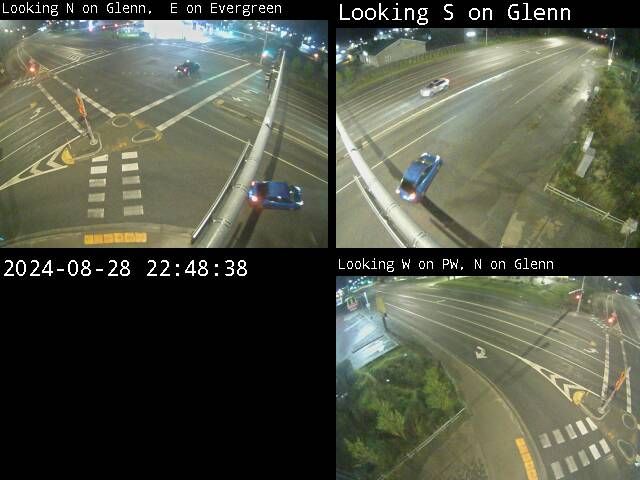 Looking N on Glenn,  E on Evergreen
Looking S on Glenn
2024-08-28 22:48:38
Looking W on PW, N on Glenn